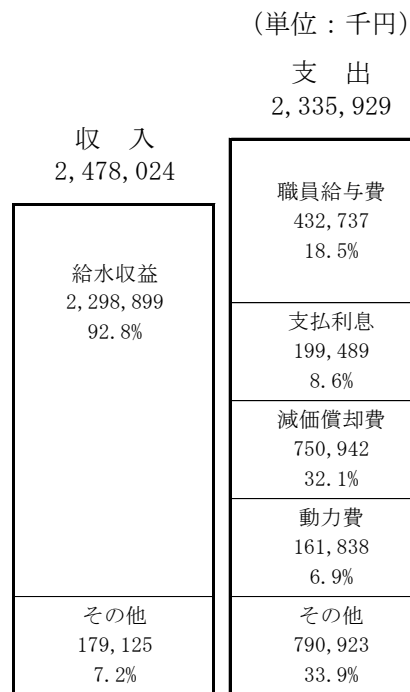 (単位：千円)
支　出
2,335,929
収　入
2,478,024
給水収益
2,298,899
92.8%
その他
179,125
7.2%
職員給与費
432,737
18.5%
支払利息
199,489
8.6%
減価償却費
750,942
32.1%
動力費
161,838
6.9%
その他
790,923
33.9%